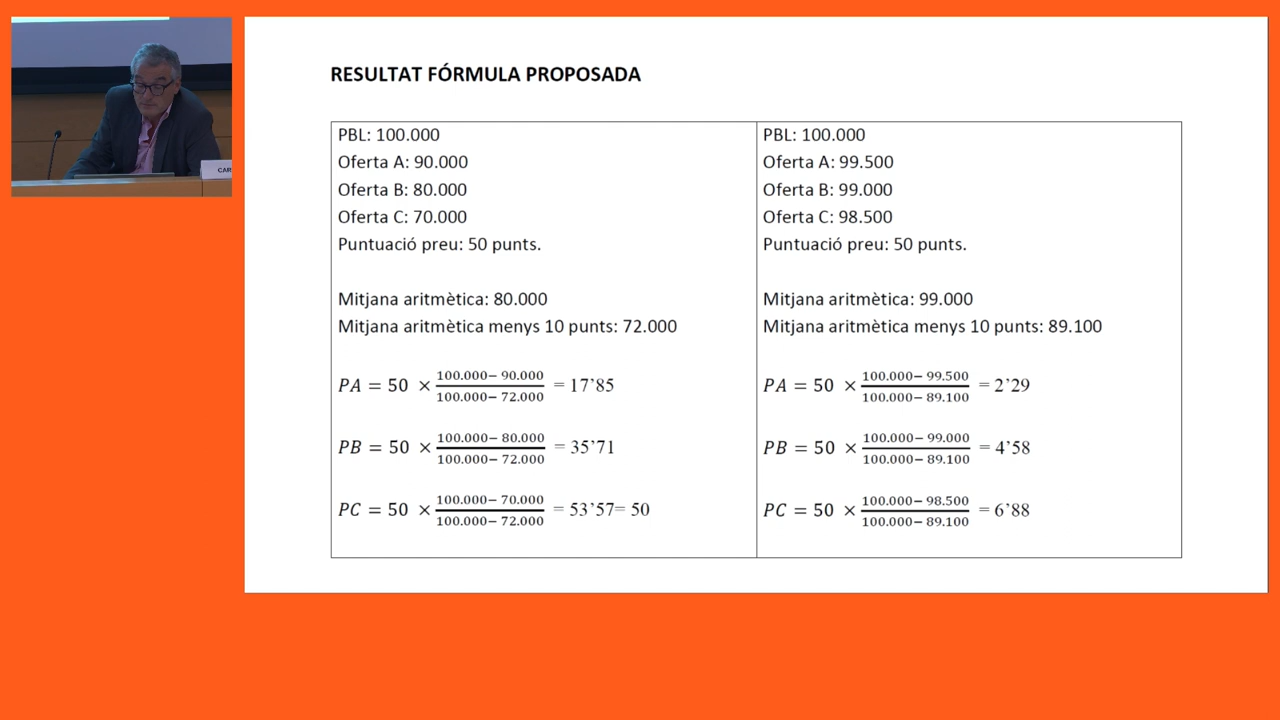 RESULTAT FÓRMULA PROPOSADA
PBL: 100.000
Oferta A: 90.000
Oferta B: 80.000
Oferta C: 70.000
Puntuació preu: 50 punts.
Mitjana aritmètica: 80.000
Mitjana aritmètica menys 10 punts: 72.000
PA = 50 × (100.000− 90.000)/(100.000− 72.000) = 17’85
PB = 50 × (100.000− 80.000)/(100.000− 72.000) = 35’71
PC = 50 × (100.000− 70.000)/(100.000− 72.000) = 53’57= 50
PBL: 100.000
Oferta A: 99.500
Oferta B: 99.000
Oferta C: 98.500
Puntuació preu: 50 punts.
Mitjana aritmètica: 99.000
Mitjana aritmètica menys 10 punts: 89.100
PA = 50 × (100.000− 99.500)/(100.000− 89.100) = 2’29
PB = 50 × (100.000− 99.000)/(100.000− 89.100) = 4’58
PC = 50 × (100.000− 98.500)/(100.000− 89.100) = 6’88
CAR